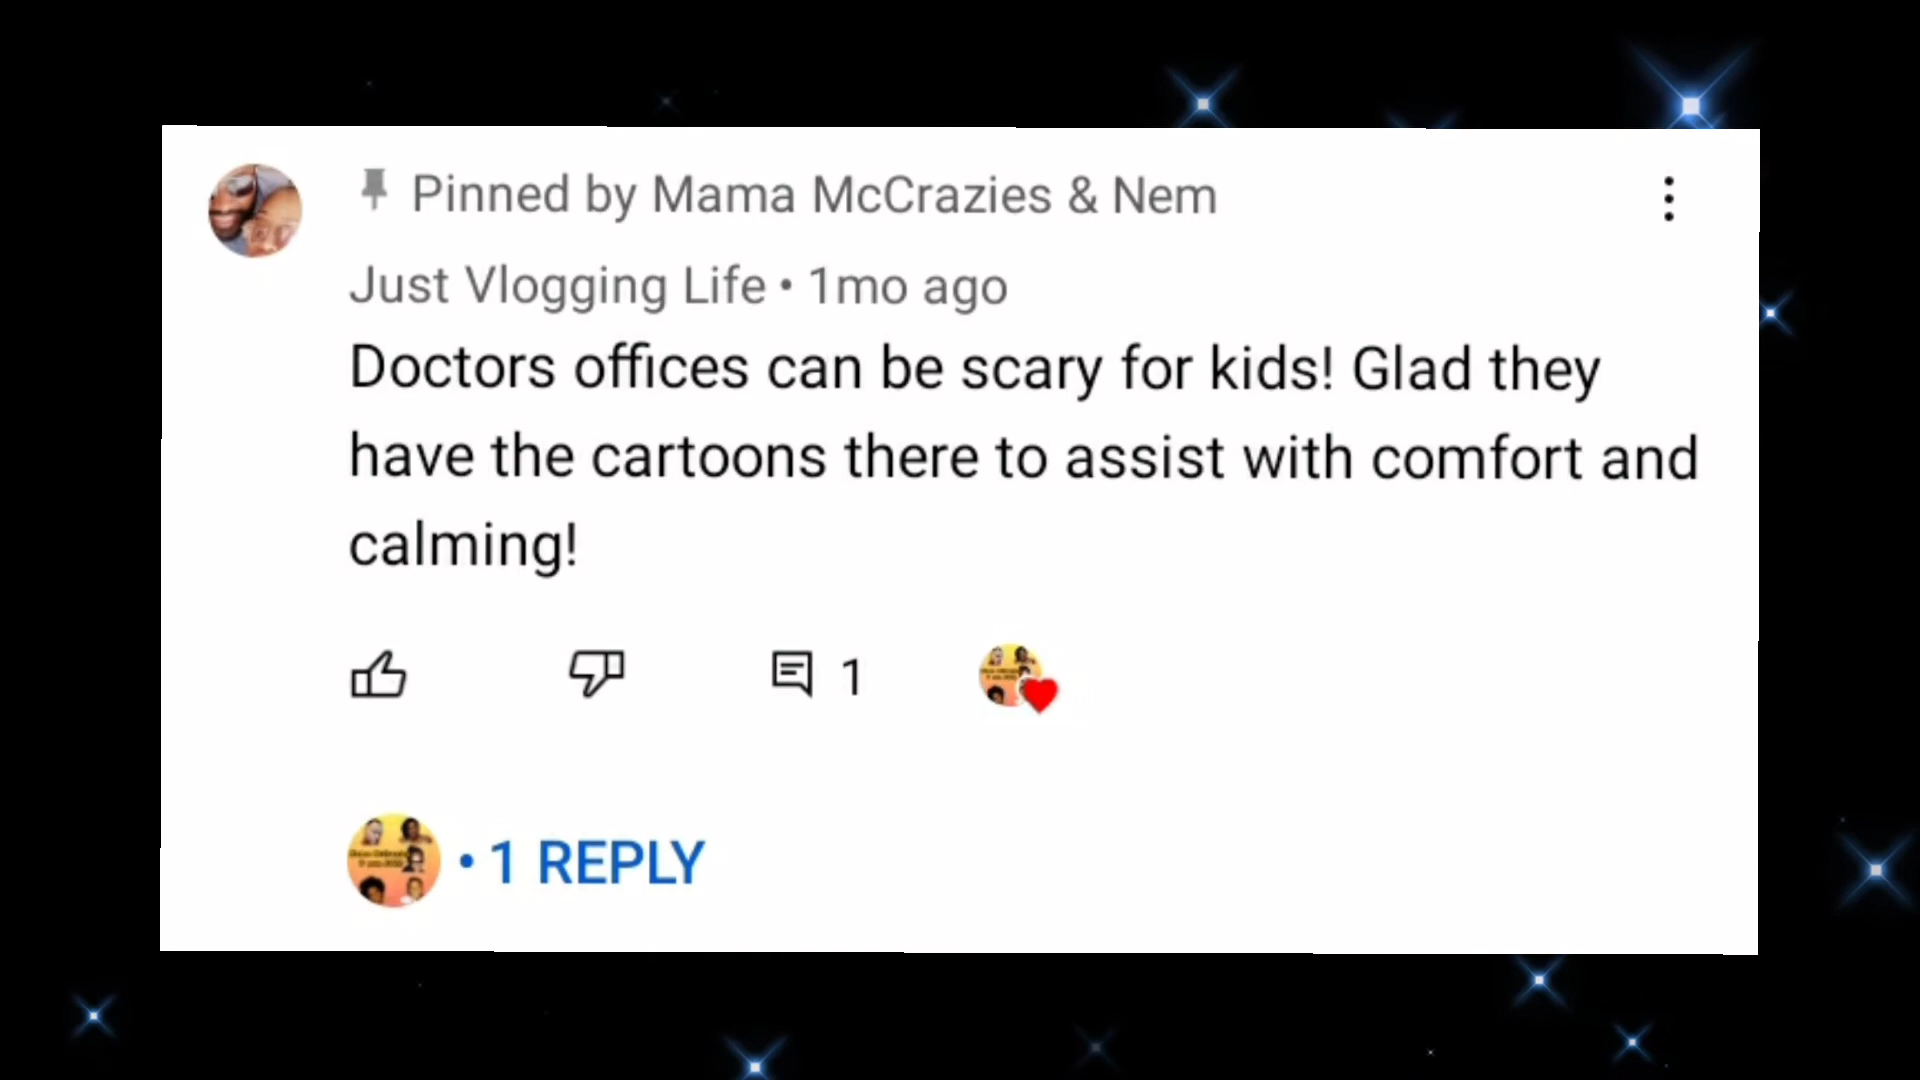 Pinned by Mama McCrazies & Nem
Just Vlogging Life • 1mo ago
Doctors offices can be scary for kids! Glad they
have the cartoons there to assist with comfort and
calming!
1
• 1 REPLY